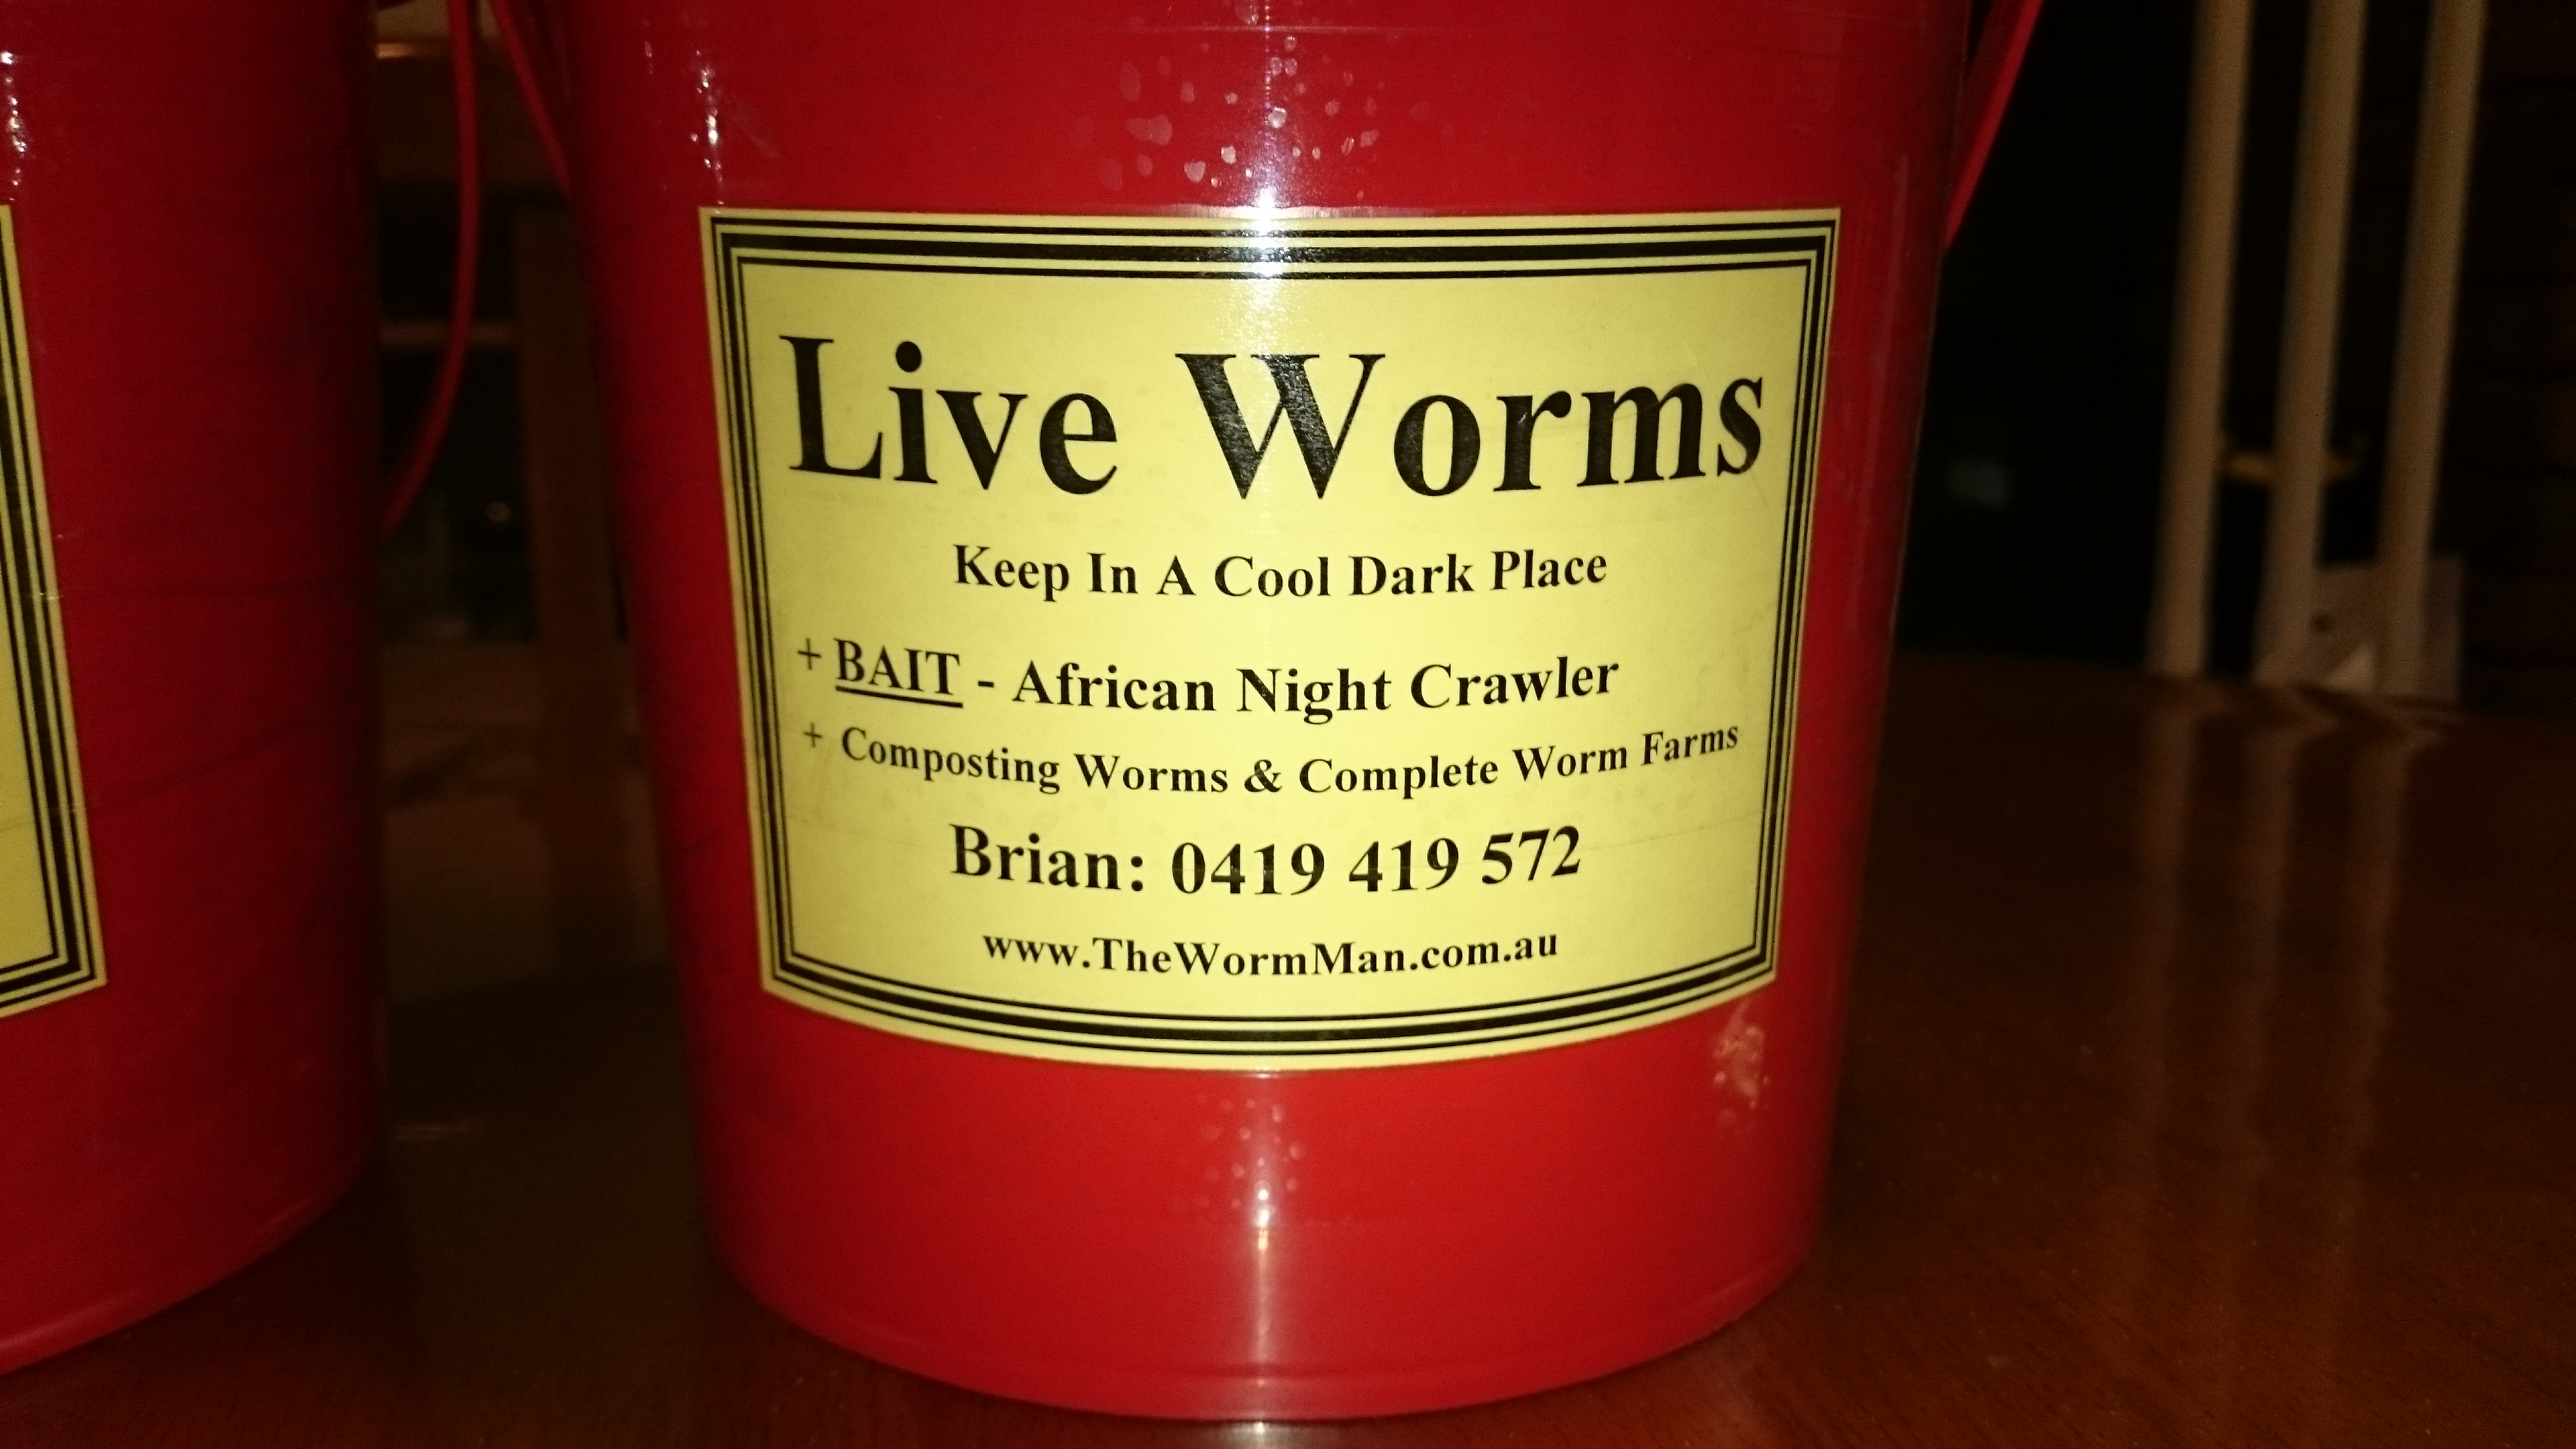 Live Worms
Keep In A Cool Dark Place
+ BAIT - African Night Crawler
+ Composting Worms & Complete Worm Farms
Brian: 0419 419 572
www.TheWormMan.com.au